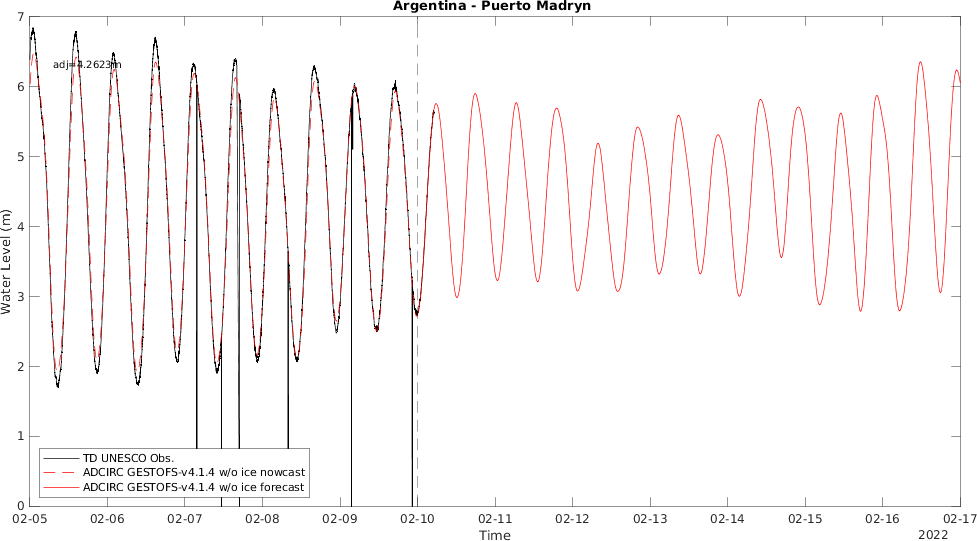 Argentina - Puerto Madryn
7
6
5
4
3
2
1
0
Water Level (m)
TD UNESCO Obs.
ADCIRC GESTOFS-v4.1.4 w/o ice nowcast
ADCIRC GESTOFS-v4.1.4 w/o ice forecast
02-05 02-06 02-07 02-08 02-09 02-10 02-11 02-12 02-13 02-14 02-15 02-16 02-17
Time
2022